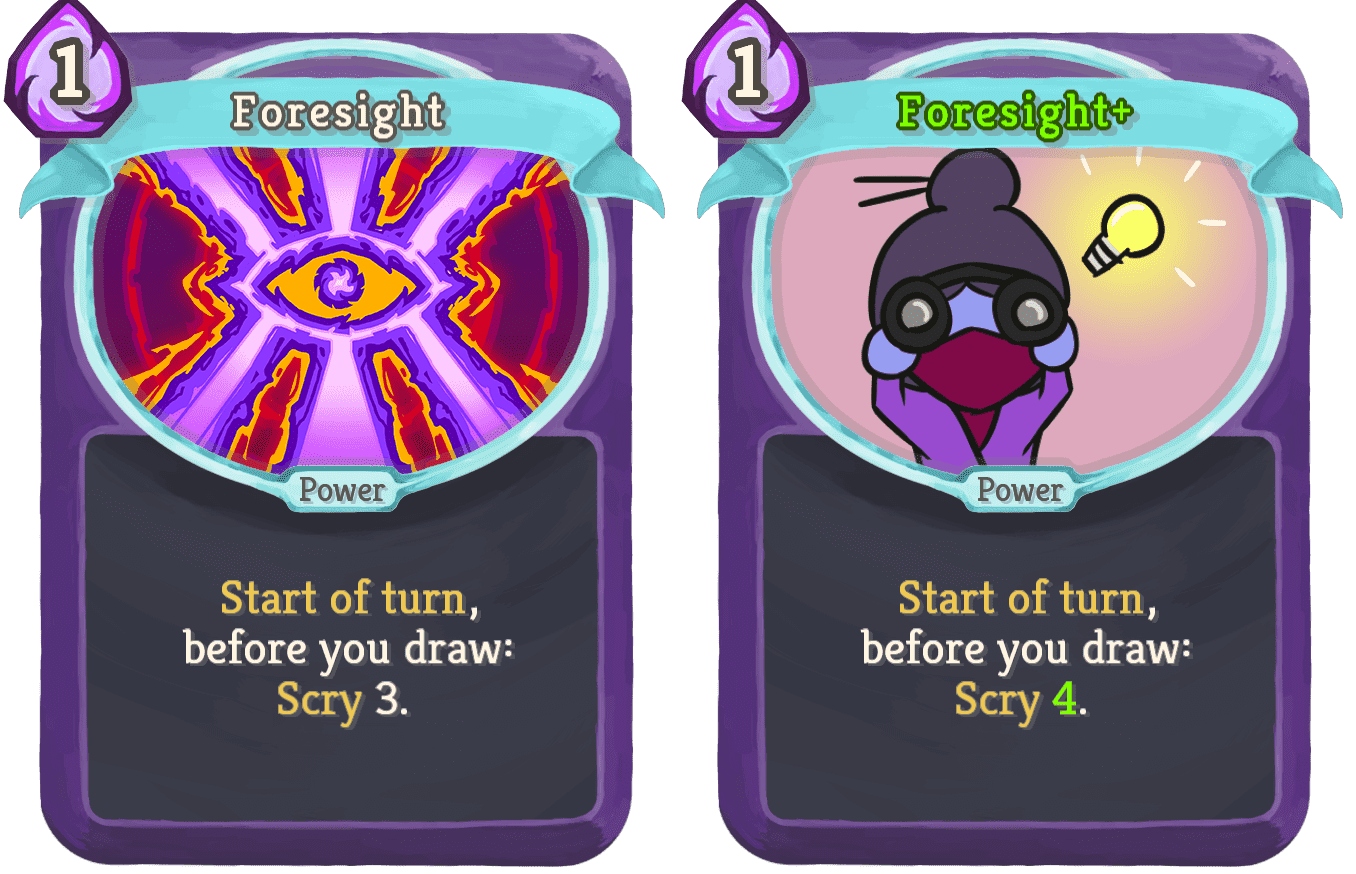 1
Foresight
Power
Start of turn,
before you draw:
Scry 3.
1
Foresight+
Power
Start of turn,
before you draw:
Scry 4.